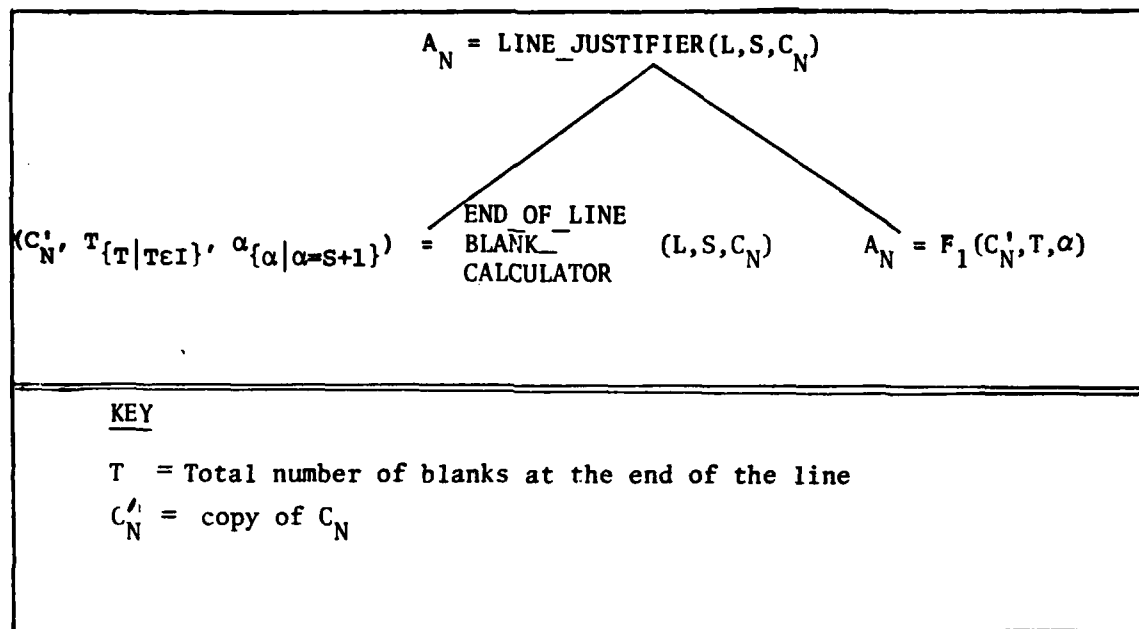 A_N = LINE_JUSTIFIER(L,S,C_N)
(C'_N, T_{T|TεI}, α_{α|α=S+1}) = END_OF_LINE BLANK_ CALCULATOR (L,S,C_N) A_N = F_1(C'_N,T,α)
KEY
T = Total number of blanks at the end of the line
C'_N = copy of C_N